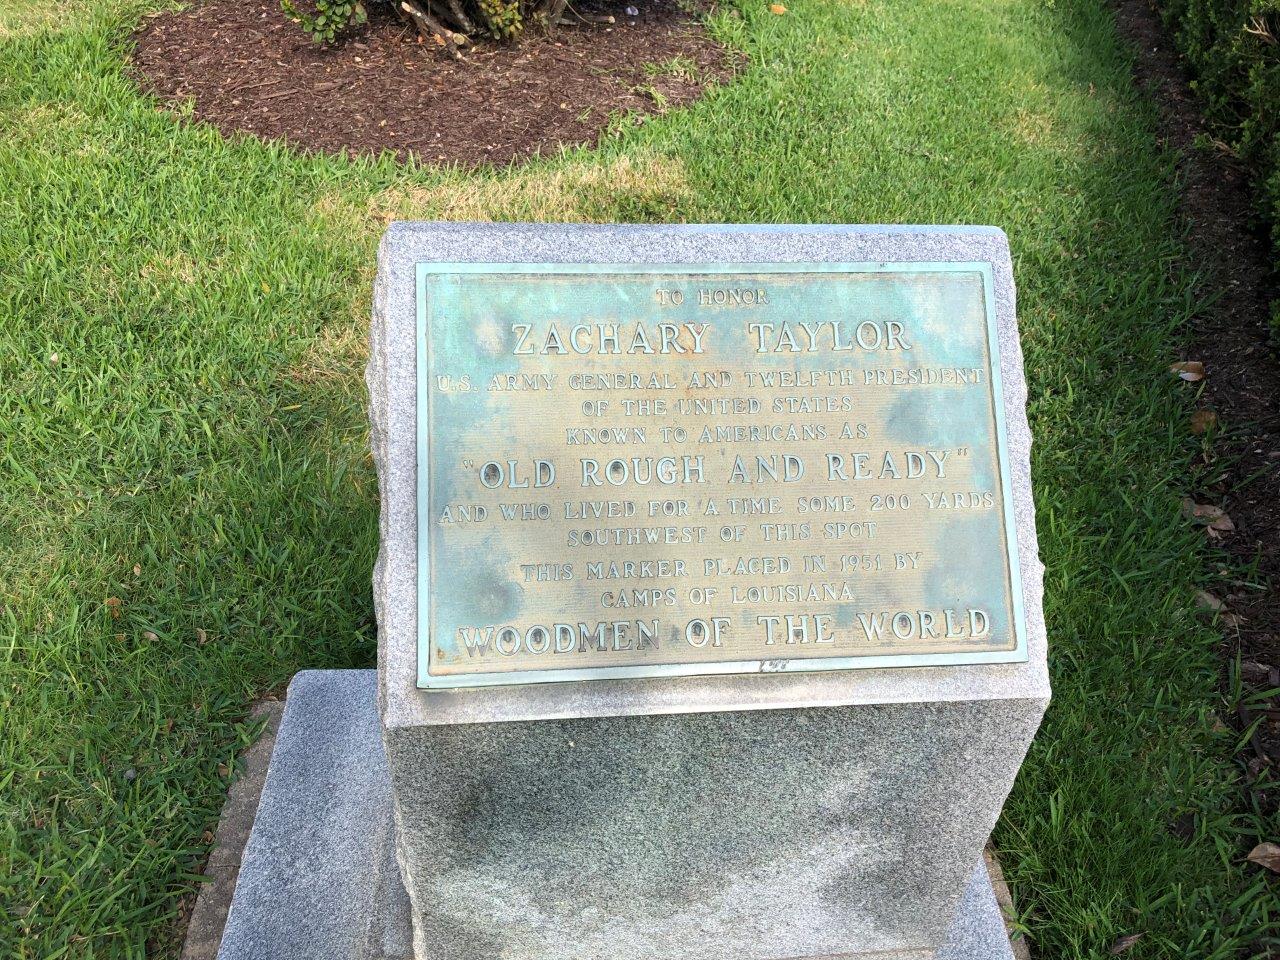 TO HONOR
ZACHARY TAYLOR
U.S. ARMY GENERAL AND TWELFTH PRESIDENT
OF THE UNITED STATES
KNOWN TO AMERICANS AS
"OLD ROUGH AND READY"
AND WHO LIVED FOR A TIME SOME 200 YARDS
SOUTHWEST OF THIS SPOT
THIS MARKER PLACED IN 1951 BY
CAMPS OF LOUISIANA
WOODMEN OF THE WORLD